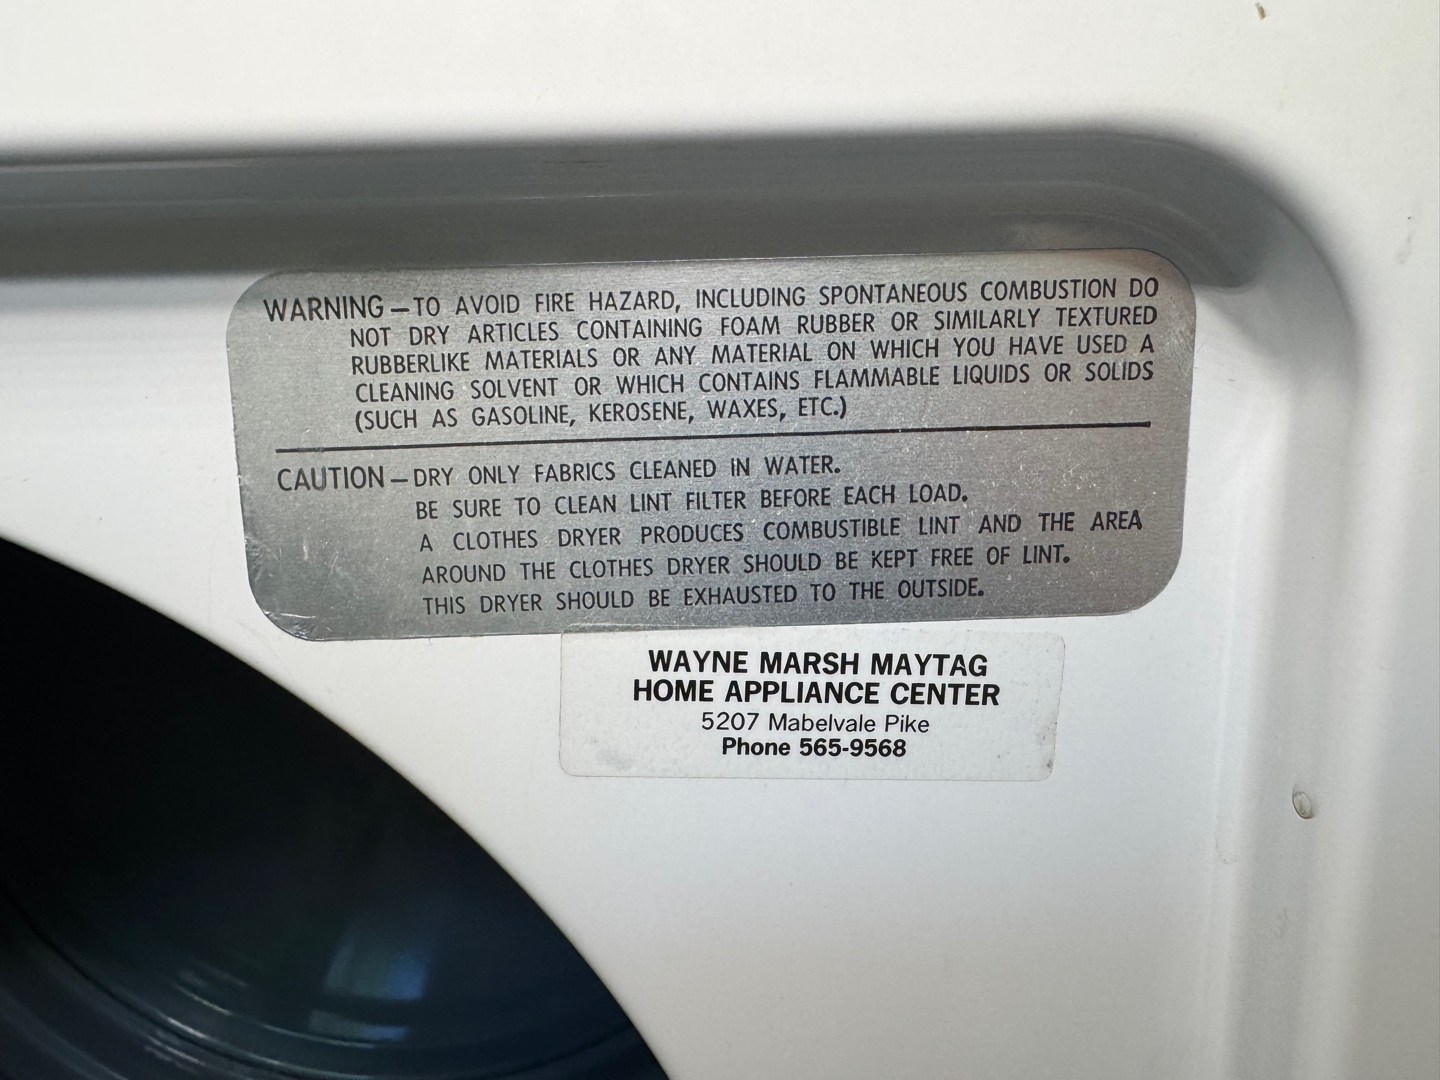 WARNING – TO AVOID FIRE HAZARD, INCLUDING SPONTANEOUS COMBUSTION DO
NOT DRY ARTICLES CONTAINING FOAM RUBBER OR SIMILARLY TEXTURED
RUBBERLIKE MATERIALS OR ANY MATERIAL ON WHICH YOU HAVE USED A
CLEANING SOLVENT OR WHICH CONTAINS FLAMMABLE LIQUIDS OR SOLIDS
(SUCH AS GASOLINE, KEROSENE, WAXES, ETC.)
CAUTION – DRY ONLY FABRICS CLEANED IN WATER.
BE SURE TO CLEAN LINT FILTER BEFORE EACH LOAD.
A CLOTHES DRYER PRODUCES COMBUSTIBLE LINT AND THE AREA
AROUND THE CLOTHES DRYER SHOULD BE KEPT FREE OF LINT.
THIS DRYER SHOULD BE EXHAUSTED TO THE OUTSIDE.
WAYNE MARSH MAYTAG
HOME APPLIANCE CENTER
5207 Mabelvale Pike
Phone 565-9568